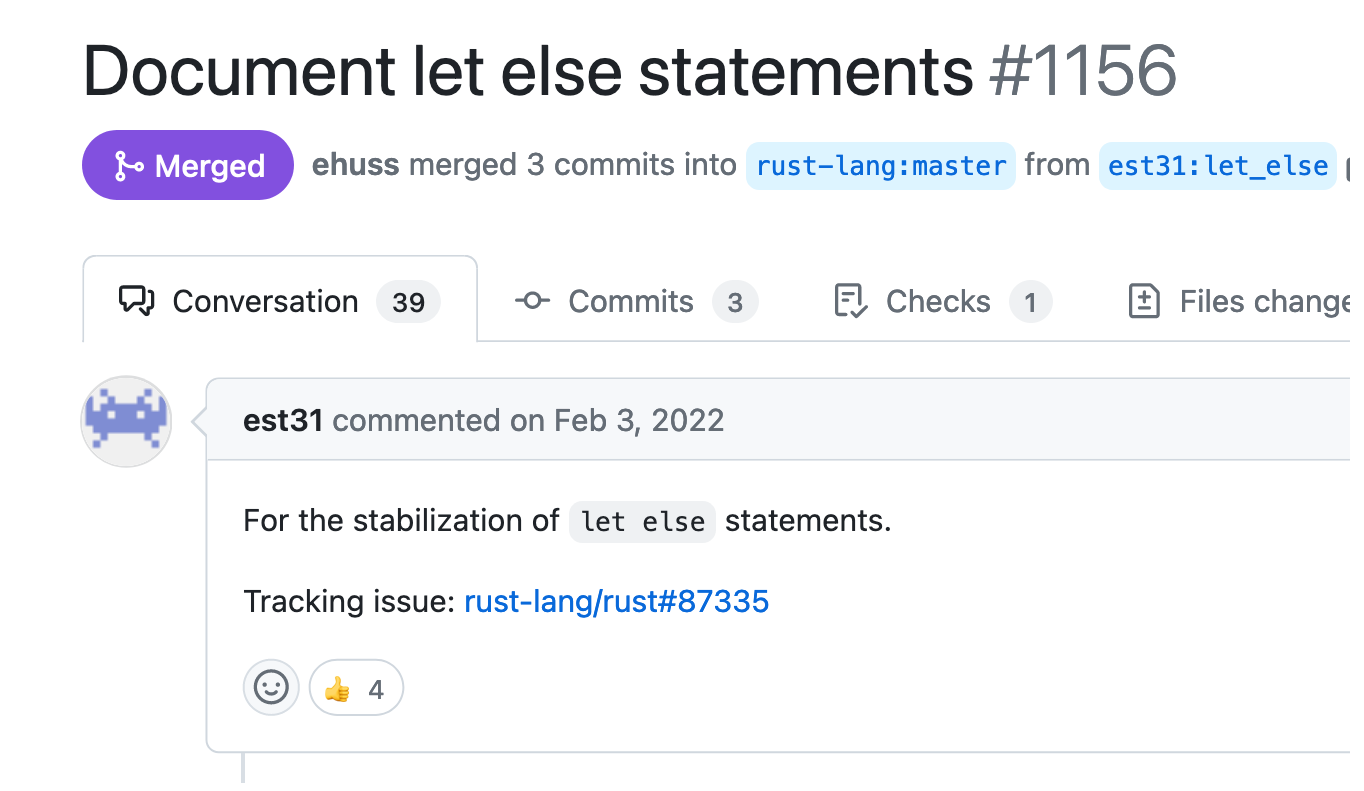 Document let else statements #1156
Merged ehuss merged 3 commits into rust-lang:master from est31:let_else
Conversation 39 Commits 3 Checks 1 Files change
est31 commented on Feb 3, 2022
For the stabilization of let else statements.
Tracking issue: rust-lang/rust#87335
👍 4